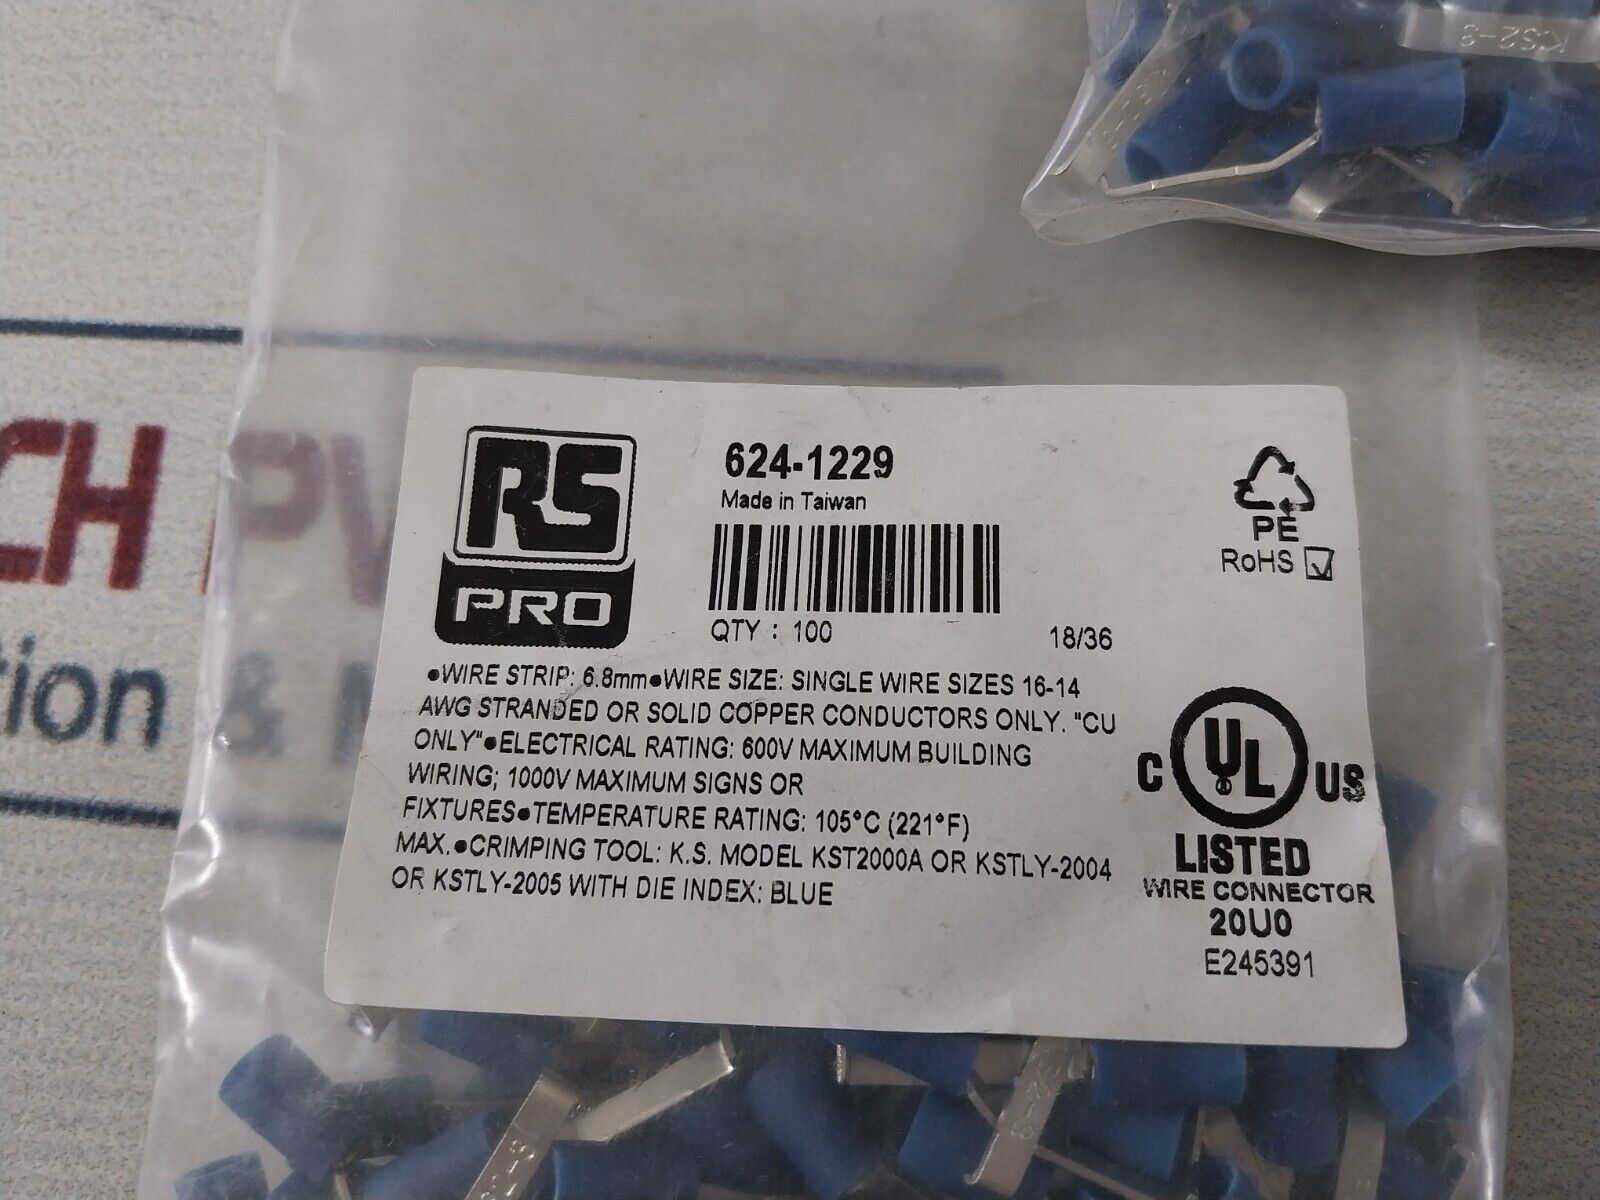 KS2-3
RS
PRO
624-1229
Made in Taiwan
QTY : 100
18/36
PE
RoHS
●WIRE STRIP: 6.8mm●WIRE SIZE: SINGLE WIRE SIZES 16-14
AWG STRANDED OR SOLID COPPER CONDUCTORS ONLY. "CU
ONLY"●ELECTRICAL RATING: 600V MAXIMUM BUILDING
WIRING; 1000V MAXIMUM SIGNS OR
FIXTURES●TEMPERATURE RATING: 105°C (221°F)
MAX.●CRIMPING TOOL: K.S. MODEL KST2000A OR KSTLY-2004
OR KSTLY-2005 WITH DIE INDEX: BLUE
C UL US
LISTED
WIRE CONNECTOR
20U0
E245391